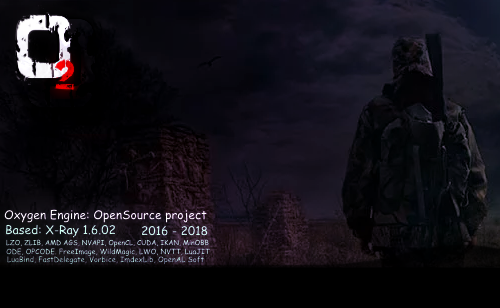 O2
Oxygen Engine: OpenSource project
Based: X-Ray 1.6.02 2016 - 2018
LZO, ZLIB, AMD AGS, NVAPI, OpenCL, CUDA, IKAN, MinOBB
ODE, OPCODE, FreeImage, WildMagic, LWO, NVTT, LuaJIT
LuaBind, FastDelegate, Vorbice, ImdexLib, OpenAL Soft